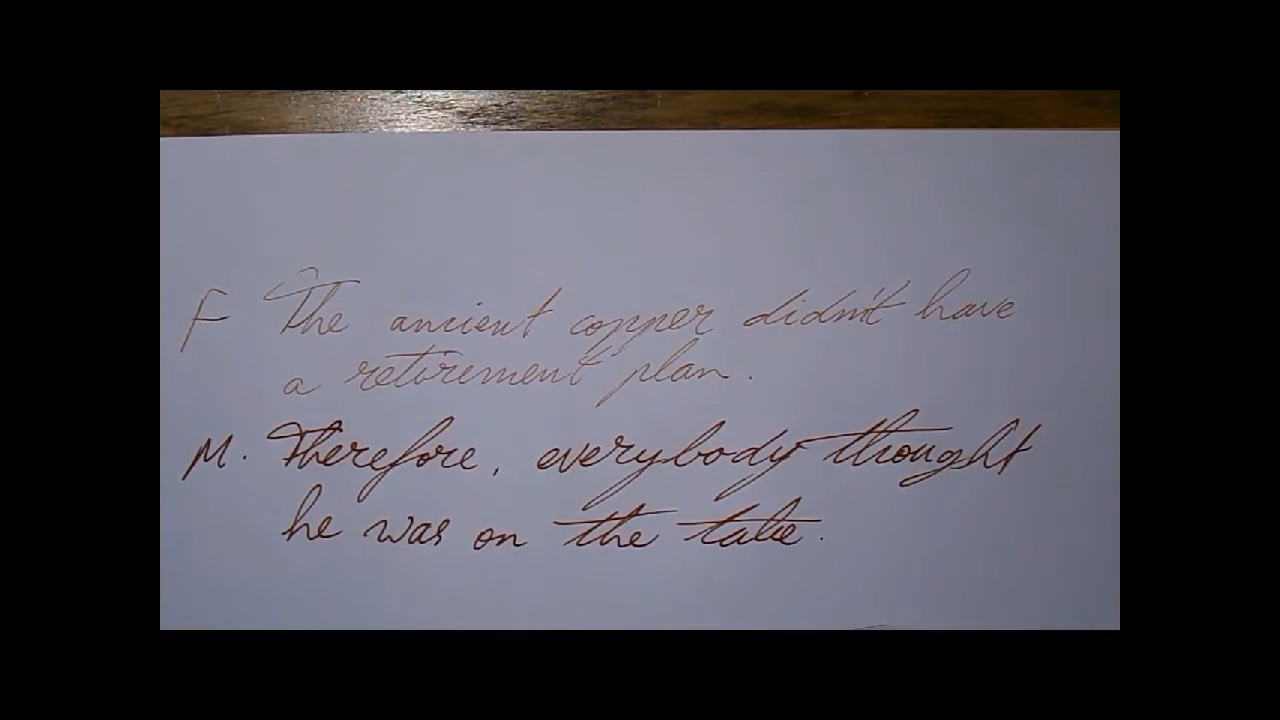 F The ancient copper didn't have
a retirement plan.
M. Therefore, everybody thought
he was on the take.